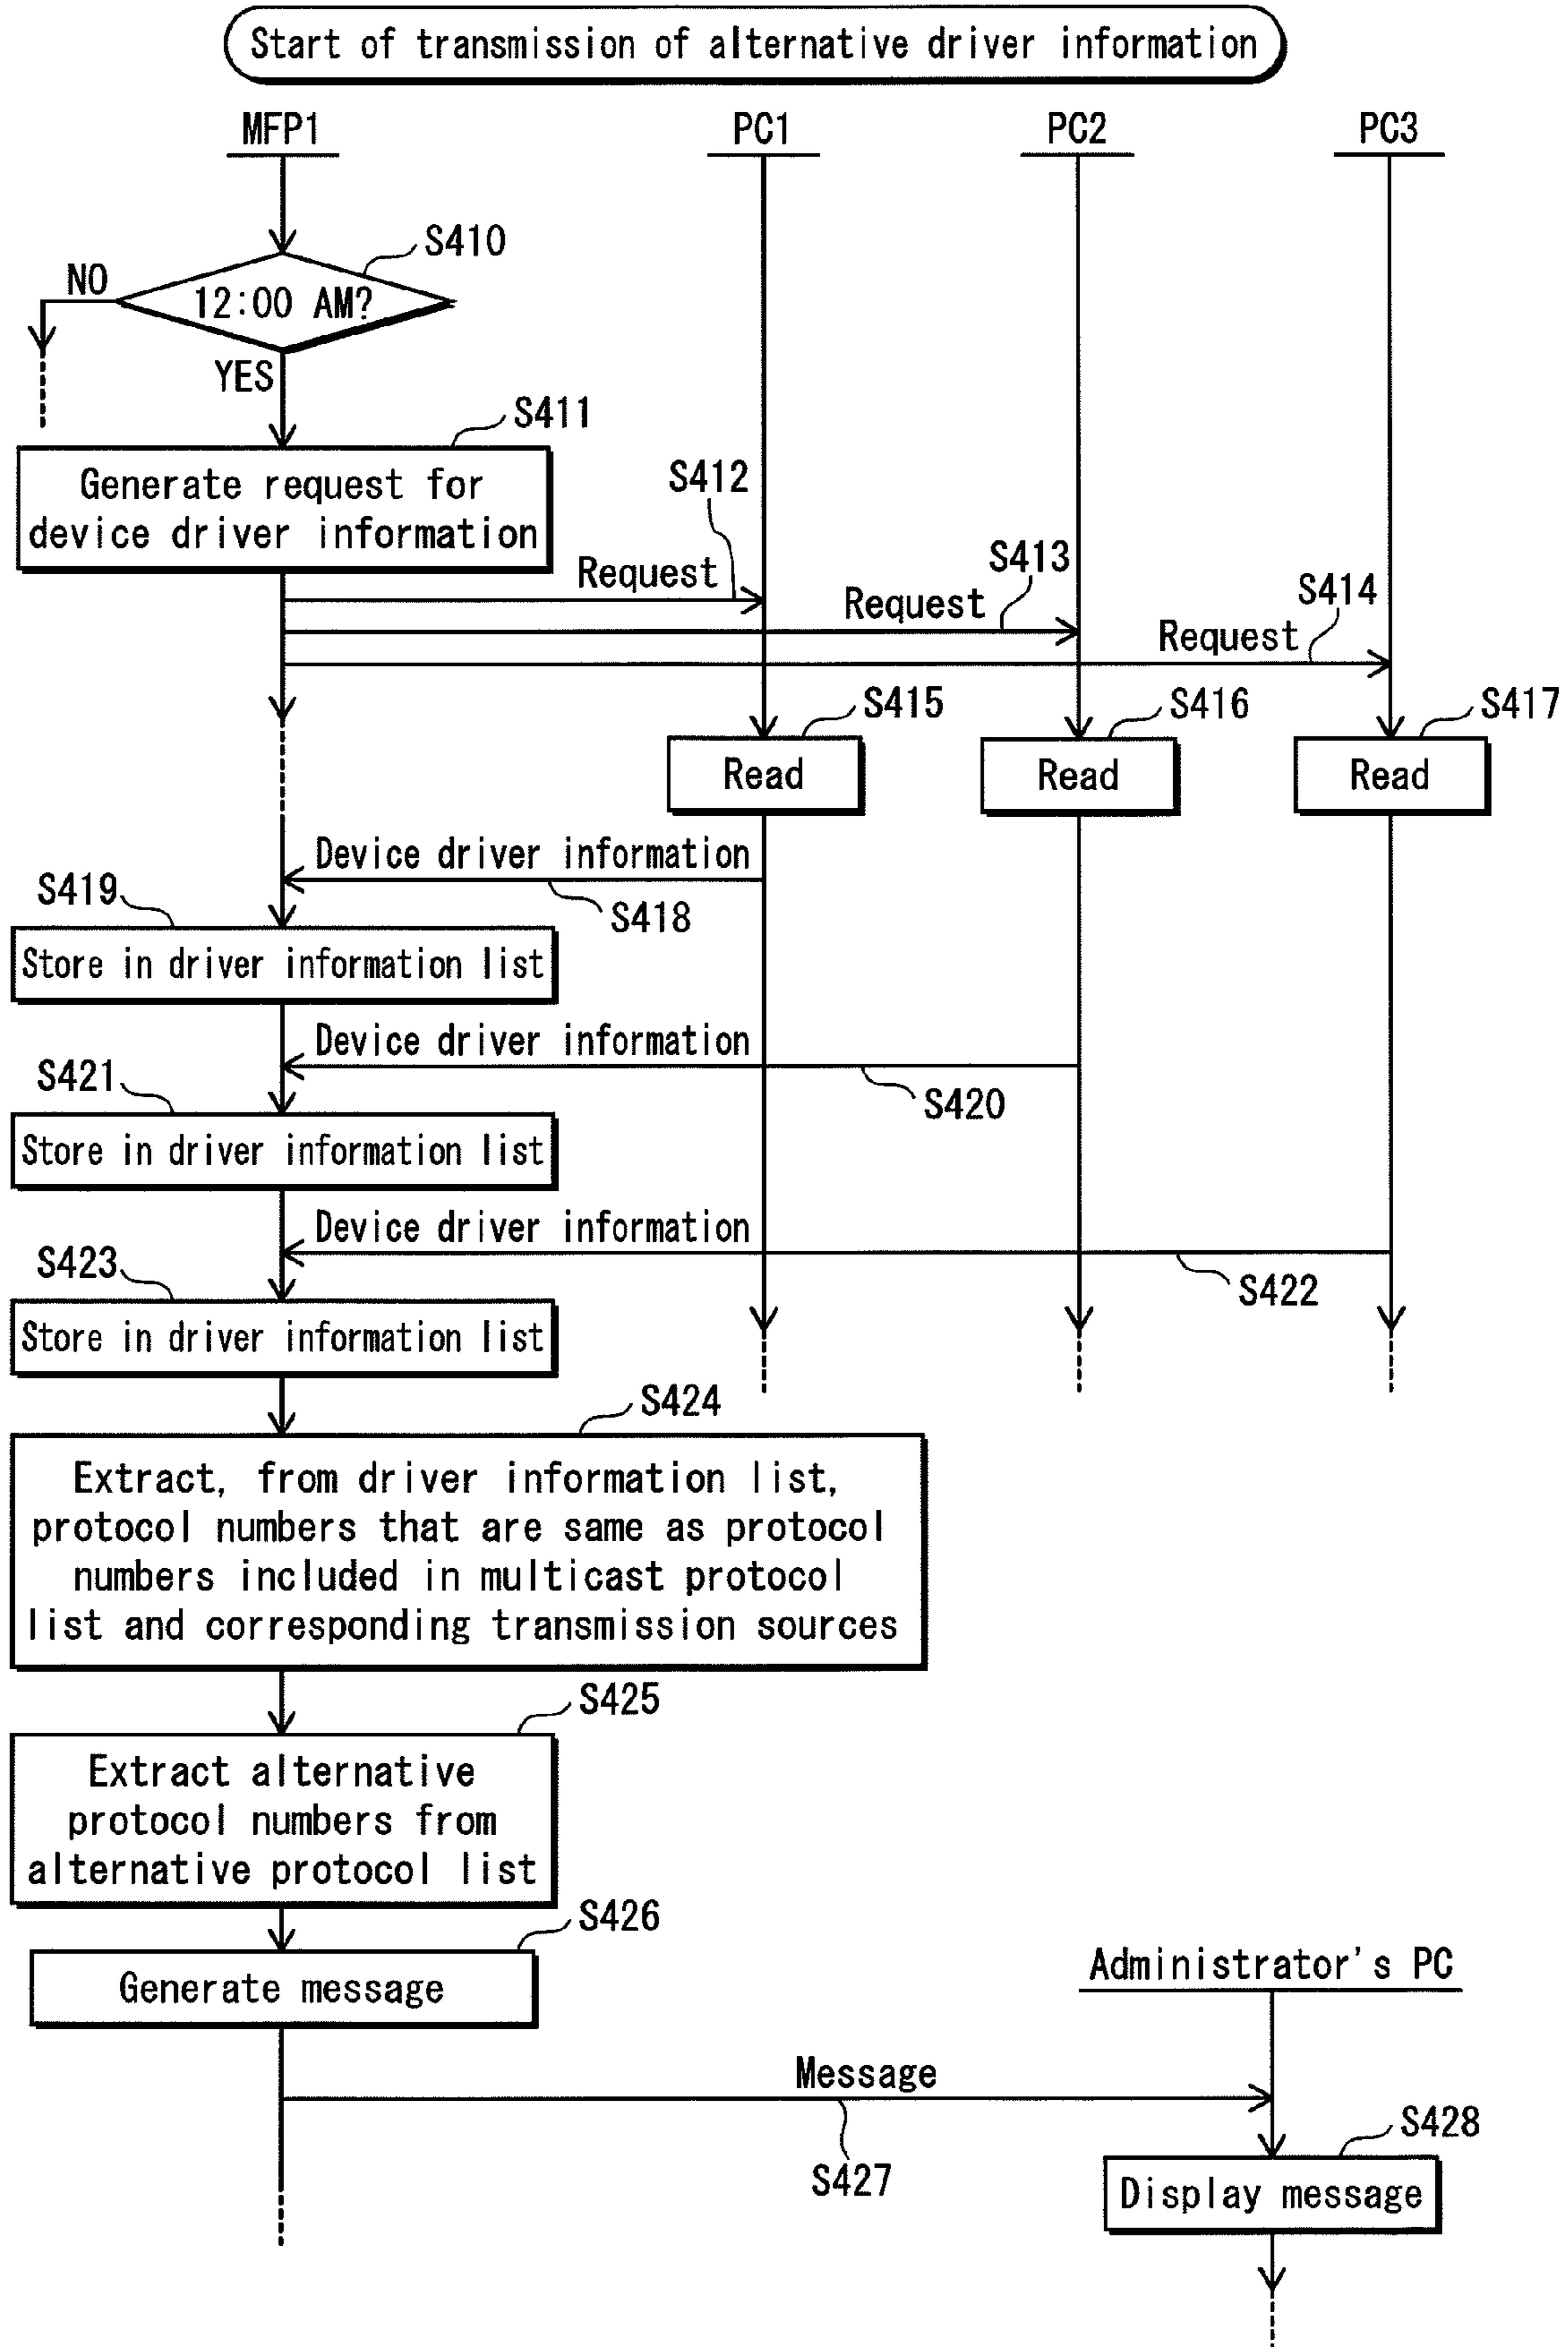 Start of transmission of alternative driver information
MFP1
PC1
PC2
PC3
S410
NO
12:00 AM?
YES
S411
Generate request for
device driver information
S412
Request
S413
Request
S414
Request
S415
S416
S417
Read
Read
Read
Device driver information
S418
S419
Store in driver information list
Device driver information
S420
S421
Store in driver information list
Device driver information
S422
S423
Store in driver information list
S424
Extract, from driver information list,
protocol numbers that are same as protocol
numbers included in multicast protocol
list and corresponding transmission sources
S425
Extract alternative
protocol numbers from
alternative protocol list
S426
Generate message
Administrator's PC
Message
S427
S428
Display message